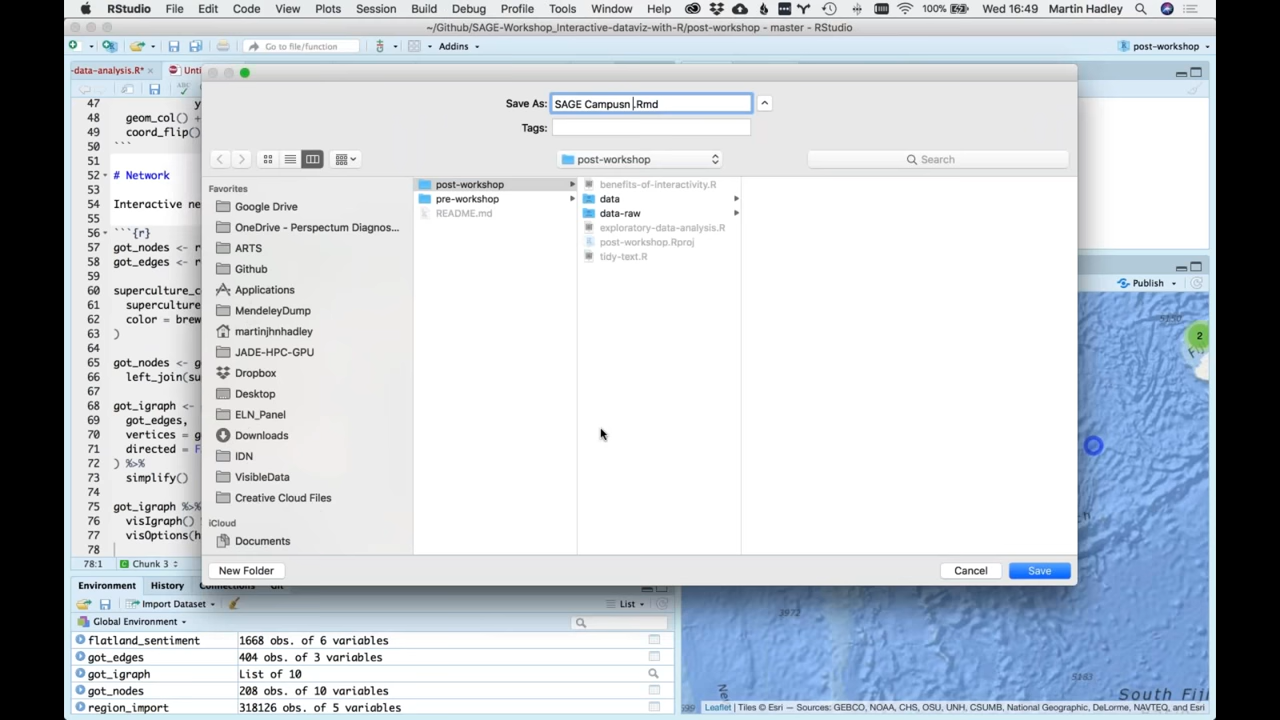 RStudio File Edit Code View Plots Session Build Debug Profile Tools Window Help 100% Wed 16:49 Martin Hadley
~/Github/SAGE-Workshop_Interactive-dataviz-with-R/post-workshop - master - RStudio
Go to file/function Addins post-workshop
-data-analysis.R* Unti
Save As: SAGE Campusn .Rmd
Tags:
post-workshop
Search
Favorites
Google Drive
OneDrive - Perspectum Diagnos...
ARTS
Github
Applications
MendeleyDump
martinjhnhadley
JADE-HPC-GPU
Dropbox
Desktop
ELN_Panel
Downloads
IDN
VisibleData
Creative Cloud Files
iCloud
Documents
post-workshop
pre-workshop
README.md
benefits-of-interactivity.R
data
data-raw
exploratory-data-analysis.R
post-workshop.Rproj
tidy-text.R
New Folder Cancel Save
47 y
48 geom_col() +
49 coord_flip()
50 ```
51
52 # Network
53
54 Interactive ne
55
56 ```{r}
57 got_nodes <- r
58 got_edges <- r
59
60 superculture_c
61 superculture
62 color = brew
63 )
64
65 got_nodes <- g
66 left_join(su
67
68 got_igraph <-
69 got_edges,
70 vertices = g
71 directed = F
72 ) %>%
73 simplify()
74
75 got_igraph %>%
76 visIgraph()
77 visOptions(h
78
78:1 Chunk 3
Environment History Connections Git
Import Dataset List
Global Environment
flatland_sentiment 1668 obs. of 6 variables
got_edges 404 obs. of 3 variables
got_igraph List of 10
got_nodes 208 obs. of 10 variables
region_import 318126 obs. of 5 variables
Publish
2
3972
5183
South Fiji
Leaflet | Tiles © Esri — Sources: GEBCO, NOAA, CHS, OSU, UNH, CSUMB, National Geographic, DeLorme, NAVTEQ, and Esri